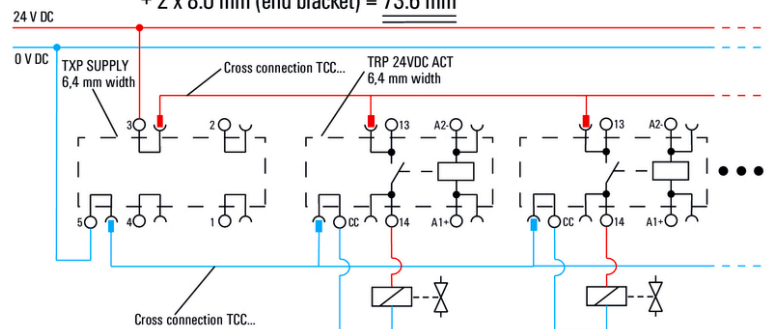 + 2 x 8.0 mm (end bracket) = 73.6 mm
24 V DC
0 V DC
TXP SUPPLY
6,4 mm width
Cross connection TCC...
TRP 24VDC ACT
6,4 mm width
3 2 13 A2- 13 A2-
5 4 1 CC 14 A1+ CC 14 A1+
Cross connection TCC...